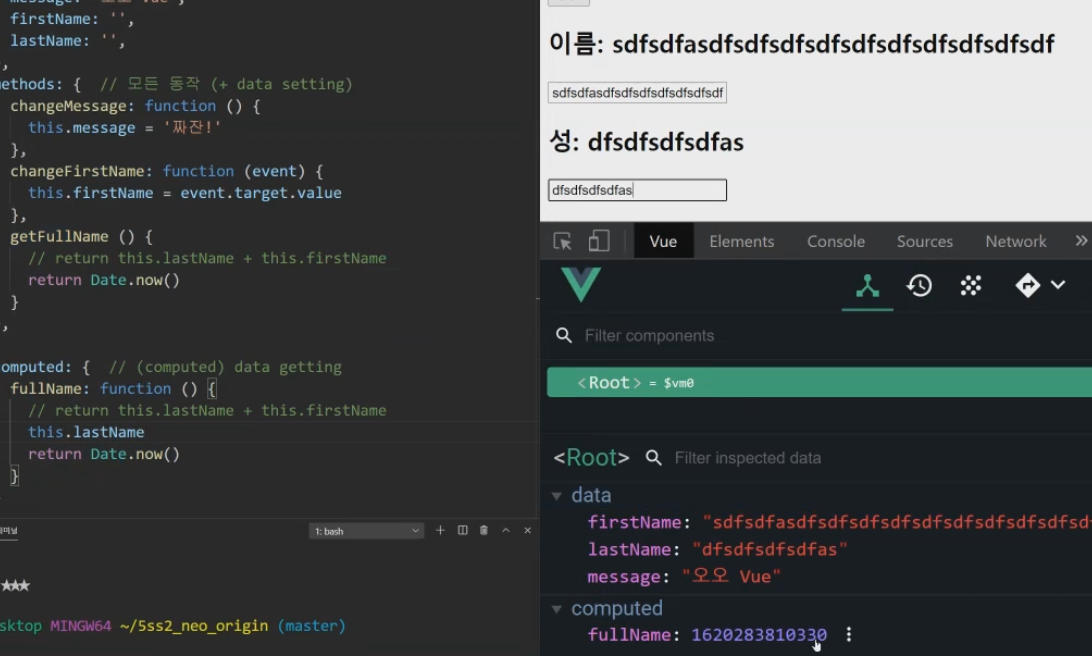 message: '오오 Vue',
firstName: '',
lastName: '',
,
ethods: {  // 모든 동작 (+ data setting)
changeMessage: function () {
this.message = '짜잔!'
},
changeFirstName: function (event) {
this.firstName = event.target.value
},
getFullName () {
// return this.lastName + this.firstName
return Date.now()
}
,
omputed: {  // (computed) data getting
fullName: function () {
// return this.lastName + this.firstName
this.lastName
return Date.now()
}
미널
1: bash
★★★
sktop MINGW64 ~/5ss2_neo_origin (master)
이름: sdfsdfasdfsdfsdfsdfsdfsdfsdfsdfsdfsdf
sdfsdfasdfsdfsdfsdfsdfsdfsdf
성: dfsdfsdfsdfas
dfsdfsdfsdfas
Vue
Elements
Console
Sources
Network
Filter components
<Root> = $vm0
<Root>
Filter inspected data
data
firstName: "sdfsdfasdfsdfsdfsdfsdfsdfsdfsdfsdfsd
lastName: "dfsdfsdfsdfas"
message: "오오 Vue"
computed
fullName: 1620283810330